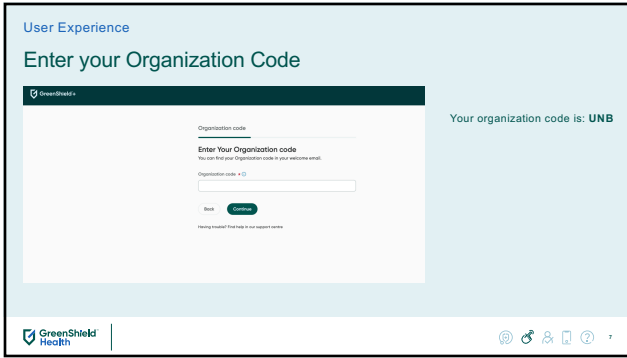 User Experience
Enter your Organization Code
GreenShield+
Organization code
Enter Your Organization code
You can find your Organization code in your welcome email.
Organization code *
Back
Continue
Having trouble? Find help in our support centre
Your organization code is: UNB
GreenShield™
Health
7